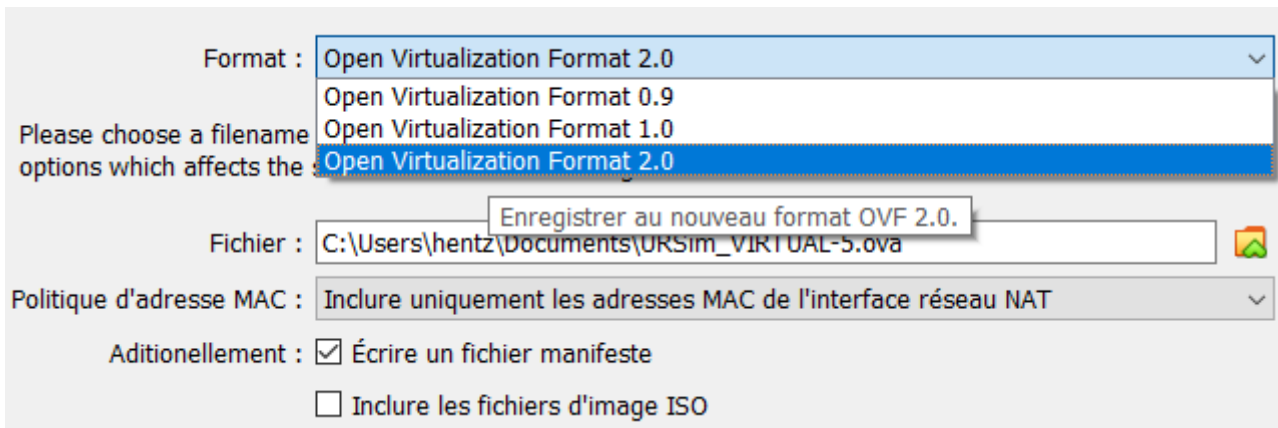 Format : Open Virtualization Format 2.0
Open Virtualization Format 0.9
Please choose a filename Open Virtualization Format 1.0
options which affects the Open Virtualization Format 2.0
Enregistrer au nouveau format OVF 2.0.
Fichier : C:\Users\hentz\Documents\URSim_VIRTUAL-5.ova
Politique d'adresse MAC : Inclure uniquement les adresses MAC de l'interface réseau NAT
Aditionellement : Écrire un fichier manifeste
Inclure les fichiers d'image ISO